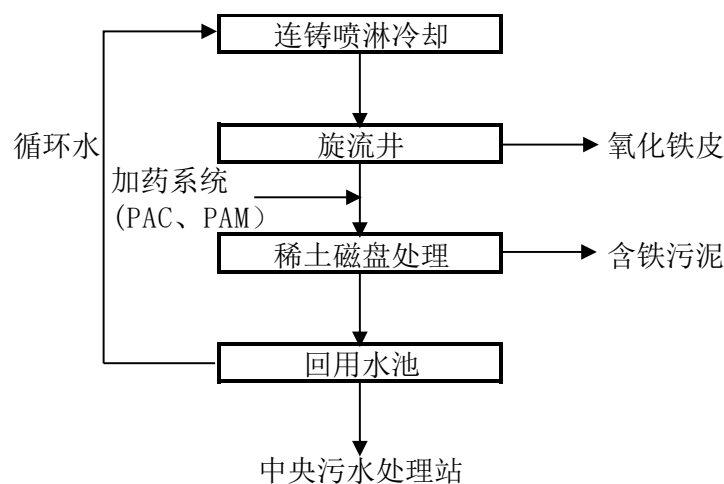 连铸喷淋冷却
循环水
旋流井
氧化铁皮
加药系统
(PAC、PAM）
稀土磁盘处理
含铁污泥
回用水池
中央污水处理站